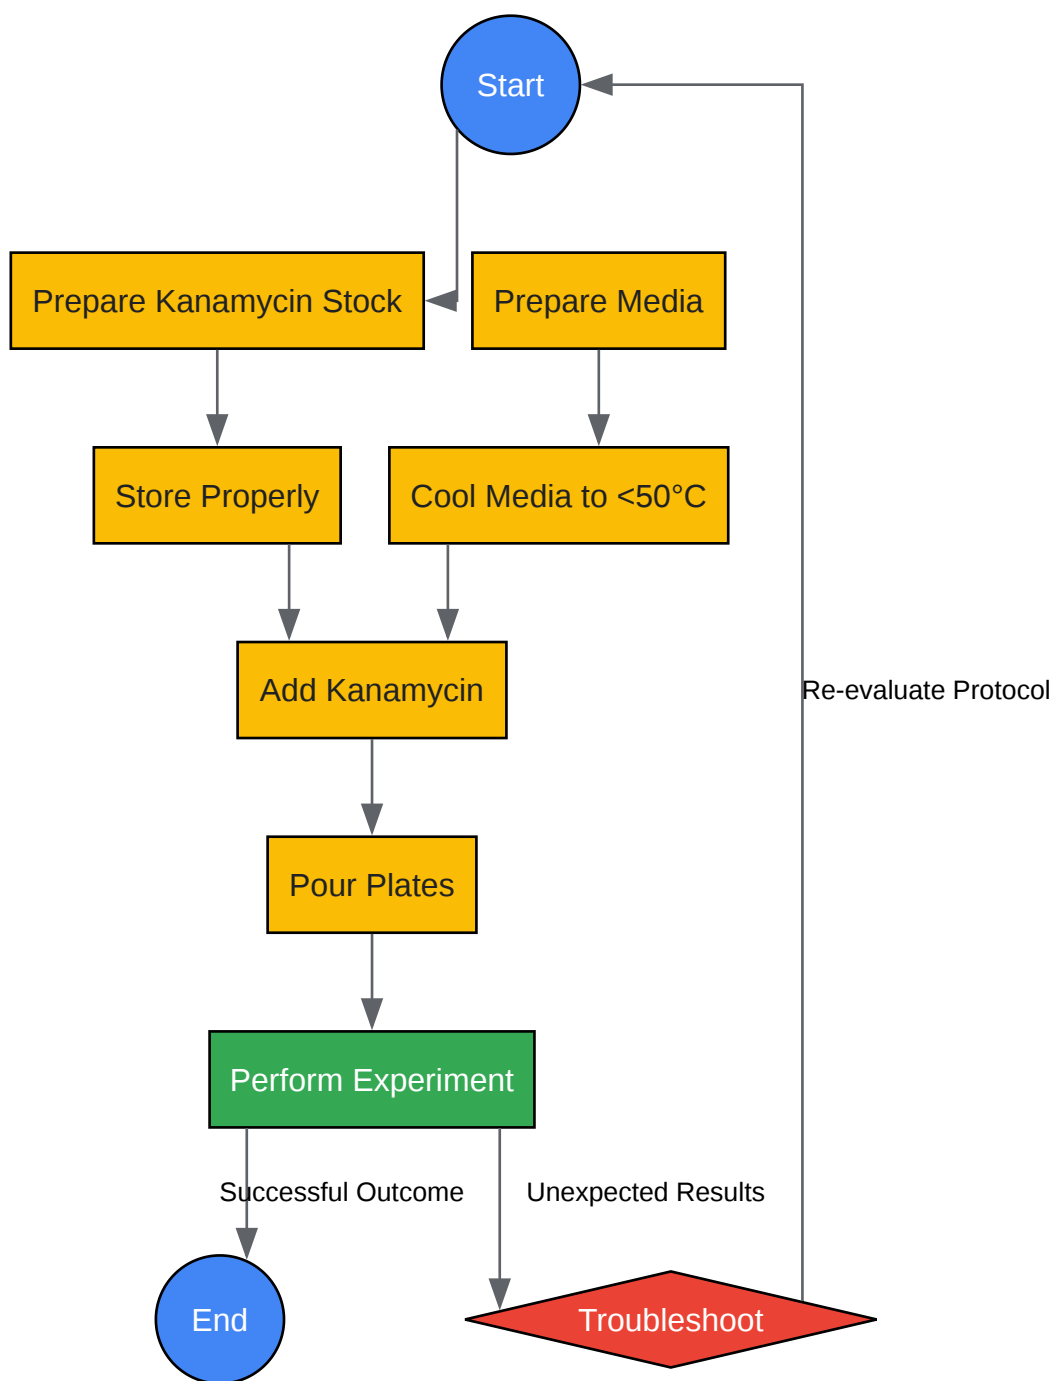 Start
Prepare Kanamycin Stock
Prepare Media
Store Properly
Cool Media to <50°C
Add Kanamycin
Re-evaluate Protocol
Pour Plates
Perform Experiment
Successful Outcome
Unexpected Results
End
Troubleshoot